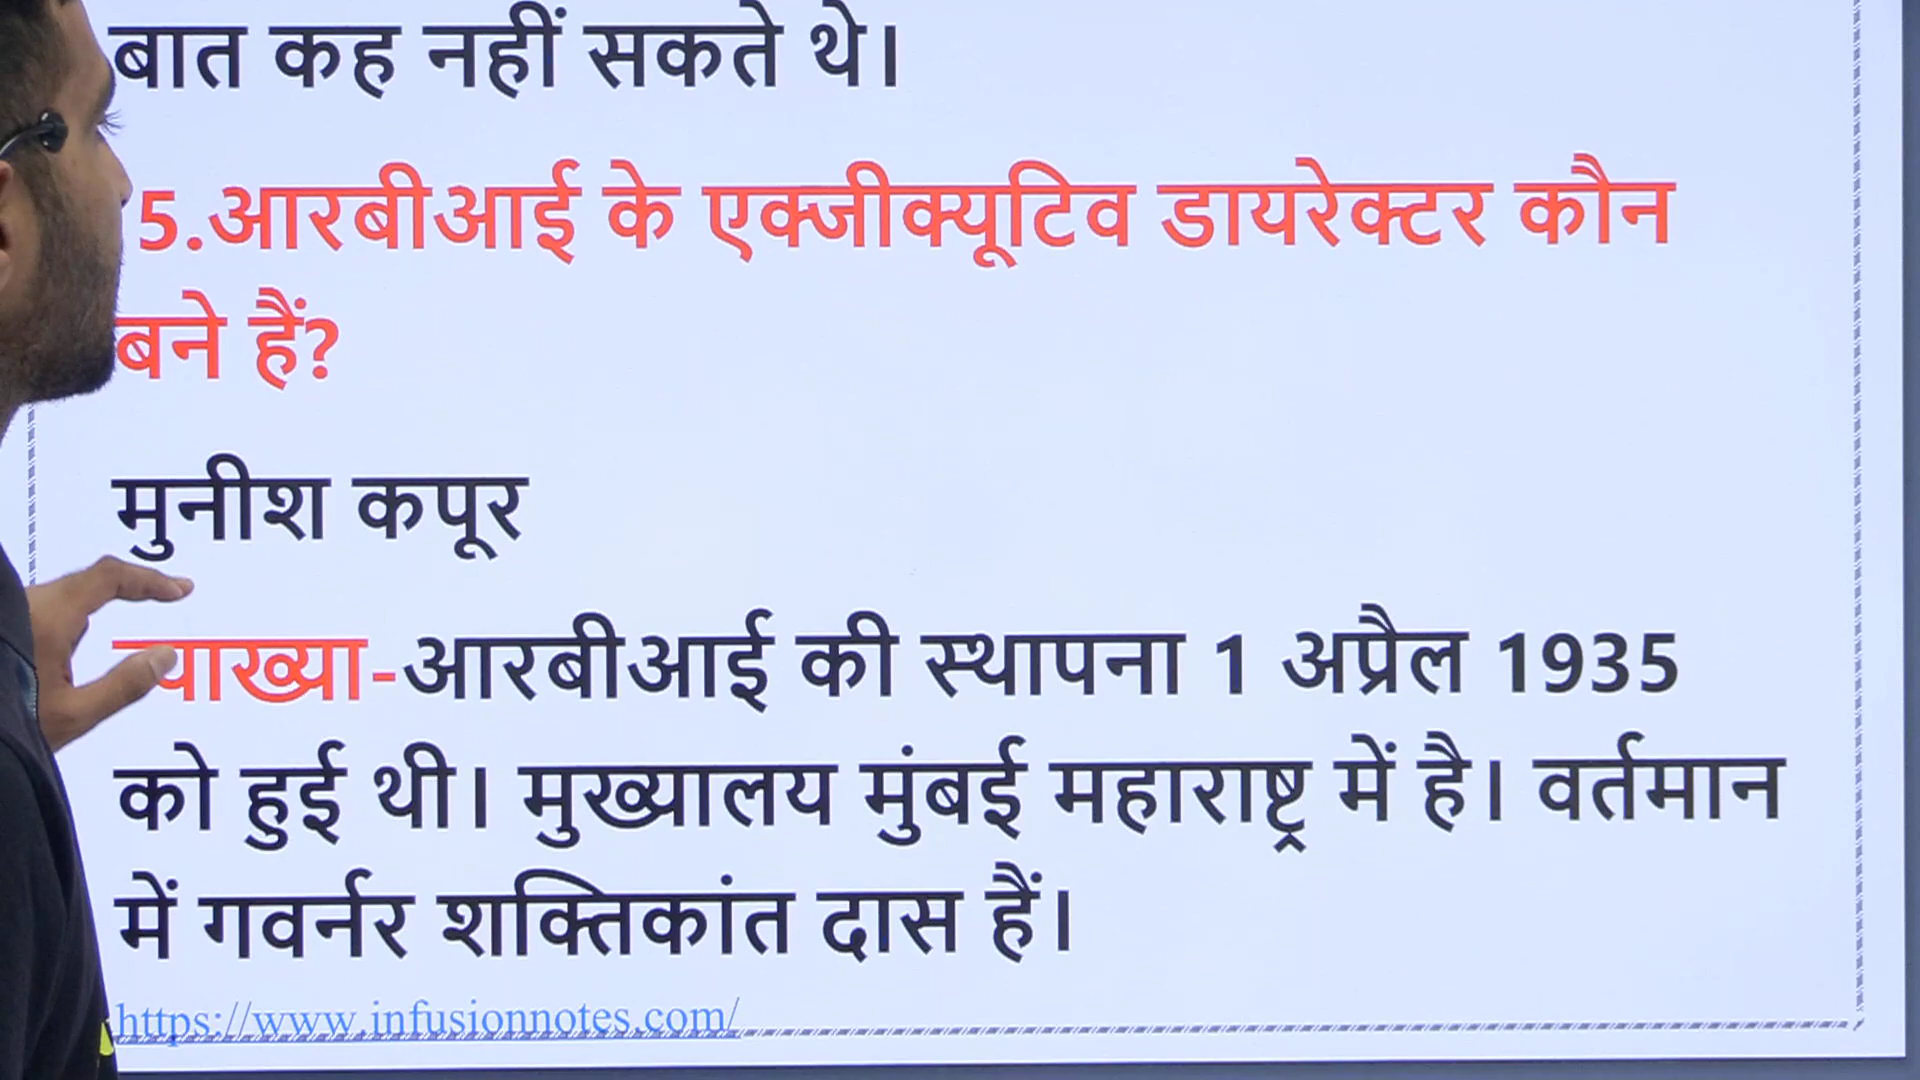 बात कह नहीं सकते थे।
5.आरबीआई के एक्जीक्यूटिव डायरेक्टर कौन
बने हैं?
मुनीश कपूर
व्याख्या-आरबीआई की स्थापना 1 अप्रैल 1935
को हुई थी। मुख्यालय मुंबई महाराष्ट्र में है। वर्तमान
में गवर्नर शक्तिकांत दास हैं।
https://www.infusionnotes.com/